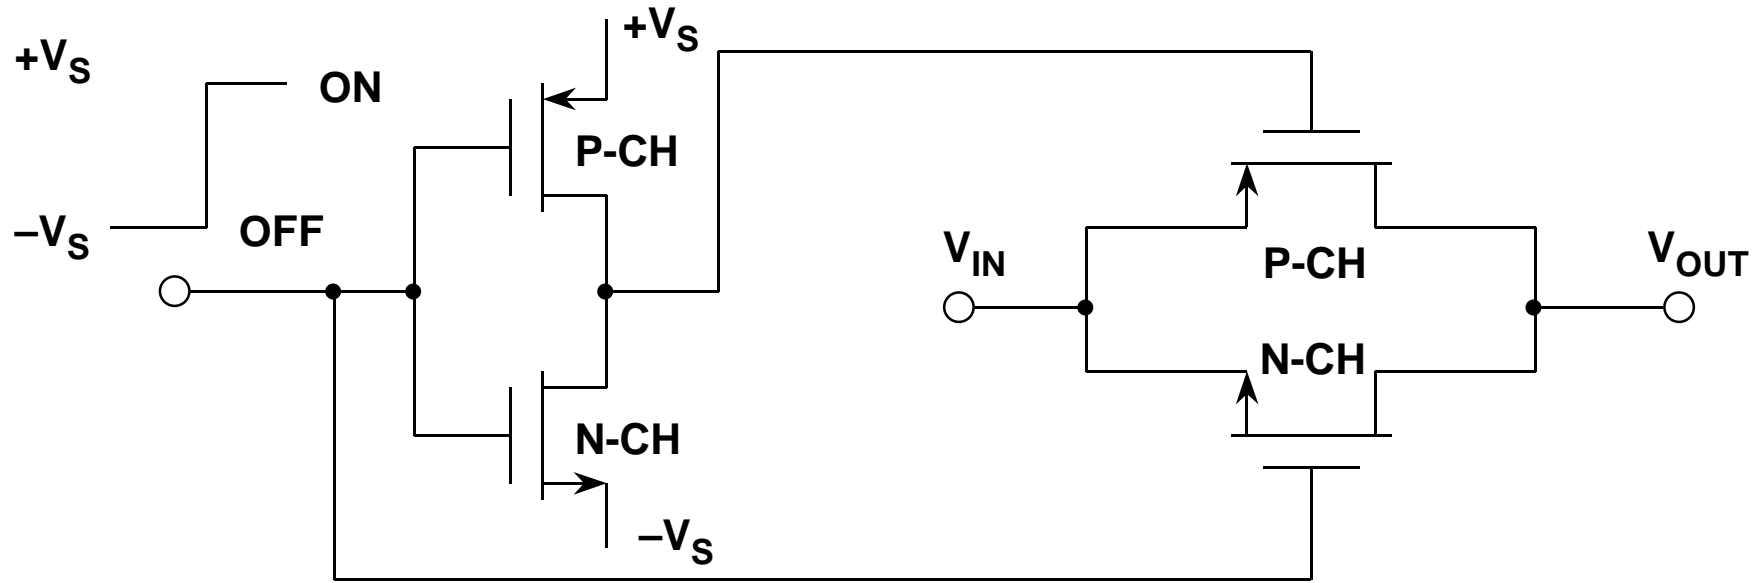 +VS
+VS
ON
P-CH
–VS
OFF
VIN
P-CH
VOUT
N-CH
N-CH
–VS